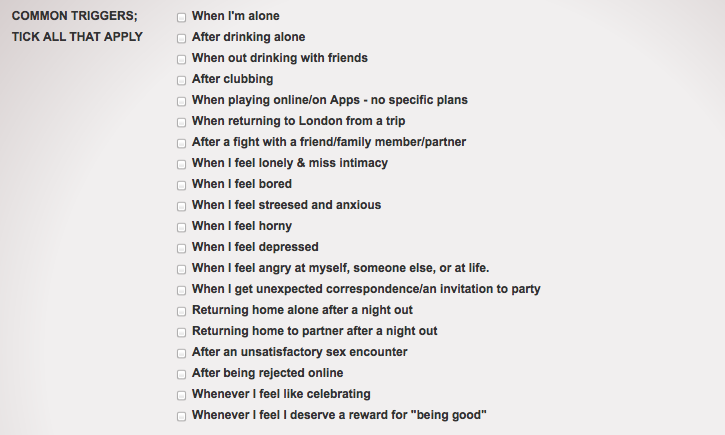 COMMON TRIGGERS;
TICK ALL THAT APPLY
When I'm alone
After drinking alone
When out drinking with friends
After clubbing
When playing online/on Apps - no specific plans
When returning to London from a trip
After a fight with a friend/family member/partner
When I feel lonely & miss intimacy
When I feel bored
When I feel streesed and anxious
When I feel horny
When I feel depressed
When I feel angry at myself, someone else, or at life.
When I get unexpected correspondence/an invitation to party
Returning home alone after a night out
Returning home to partner after a night out
After an unsatisfactory sex encounter
After being rejected online
Whenever I feel like celebrating
Whenever I feel I deserve a reward for "being good"